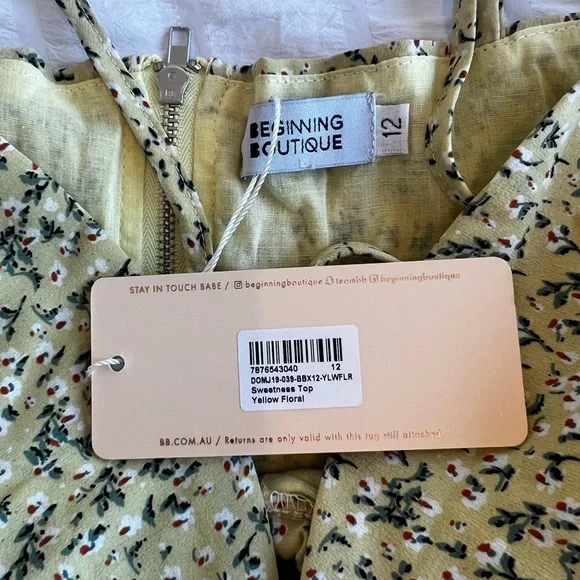 BEGINNING
BOUTIQUE
12
STAY IN TOUCH BABE / beginningboutique teambb @beginningboutique
7876543040 12
DOMJ19-039-BBX12-YLWFLR
Sweetness Top
Yellow Floral
BB.COM.AU / Returns are only valid with this tag still attached